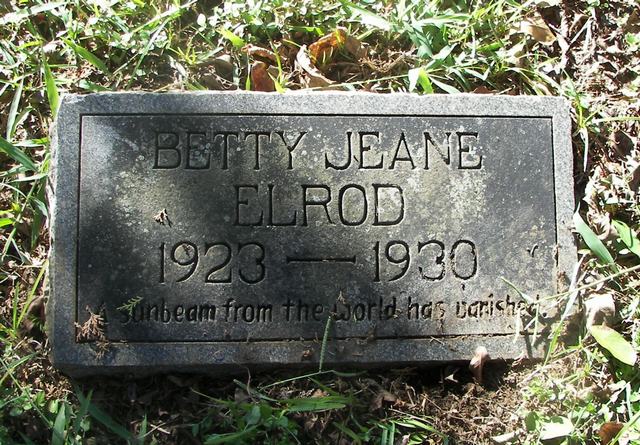 BETTY JEANE
ELROD
1923 — 1930
A sunbeam from the World has vanished.